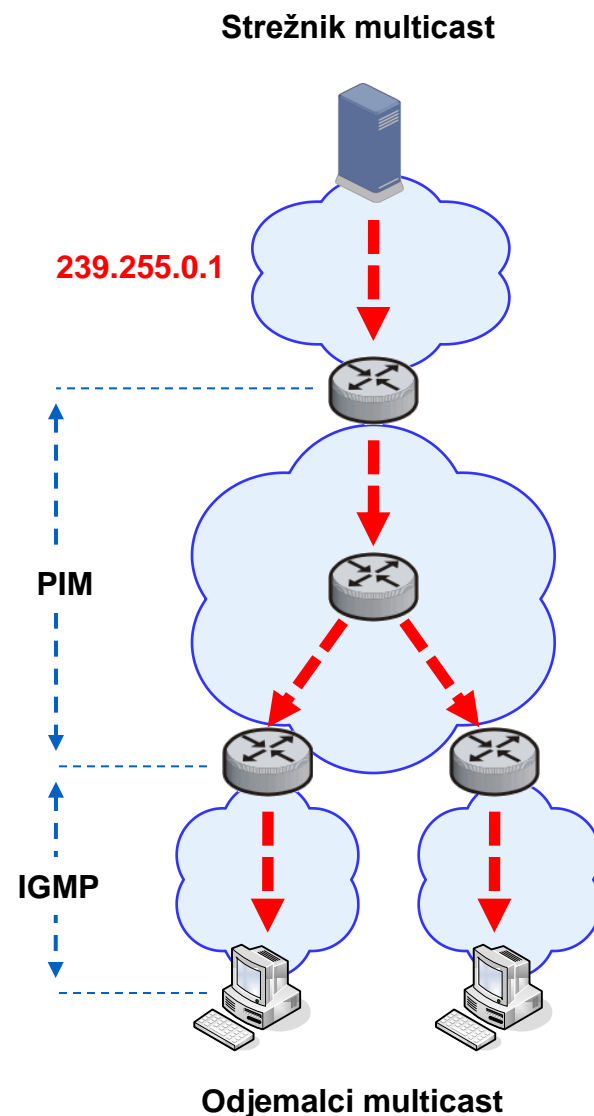 Strežnik multicast
239.255.0.1
PIM
IGMP
Odjemalci multicast